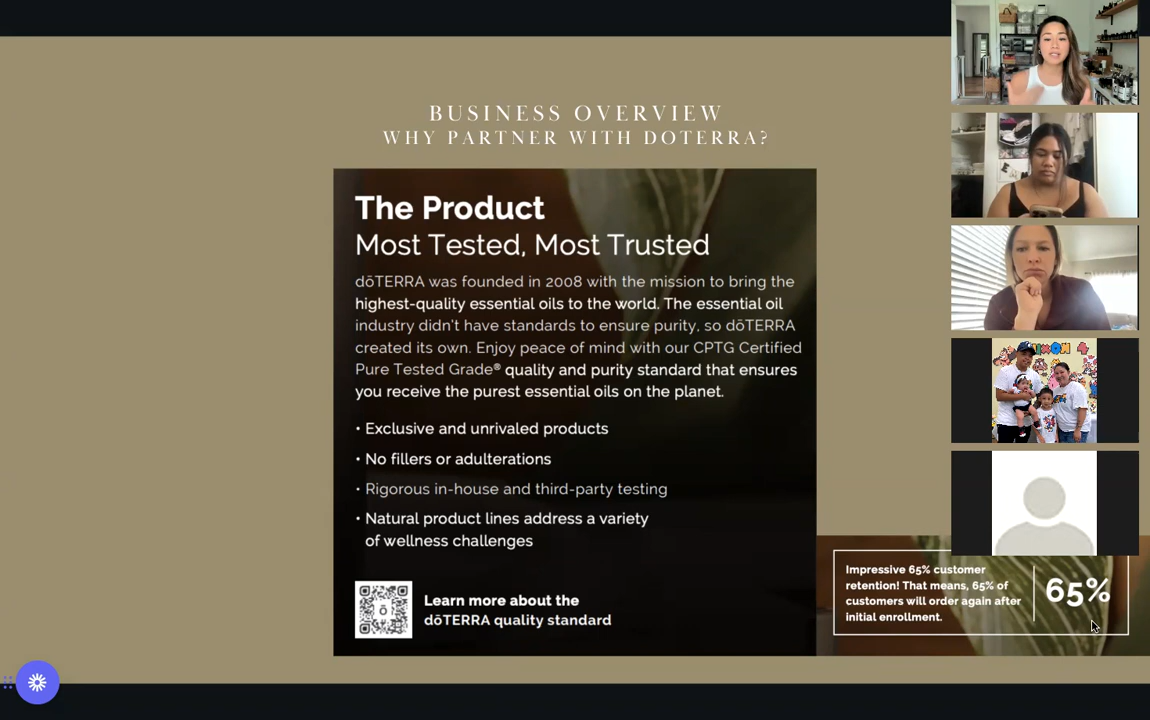 BUSINESS OVERVIEW
WHY PARTNER WITH DOTERRA?
The Product
Most Tested, Most Trusted
dōTERRA was founded in 2008 with the mission to bring the
highest-quality essential oils to the world. The essential oil
industry didn't have standards to ensure purity, so dōTERRA
created its own. Enjoy peace of mind with our CPTG Certified
Pure Tested Grade® quality and purity standard that ensures
you receive the purest essential oils on the planet.
• Exclusive and unrivaled products
• No fillers or adulterations
• Rigorous in-house and third-party testing
• Natural product lines address a variety
of wellness challenges
ō
Learn more about the
dōTERRA quality standard
Impressive 65% customer
retention! That means, 65% of
customers will order again after
initial enrollment.
65%